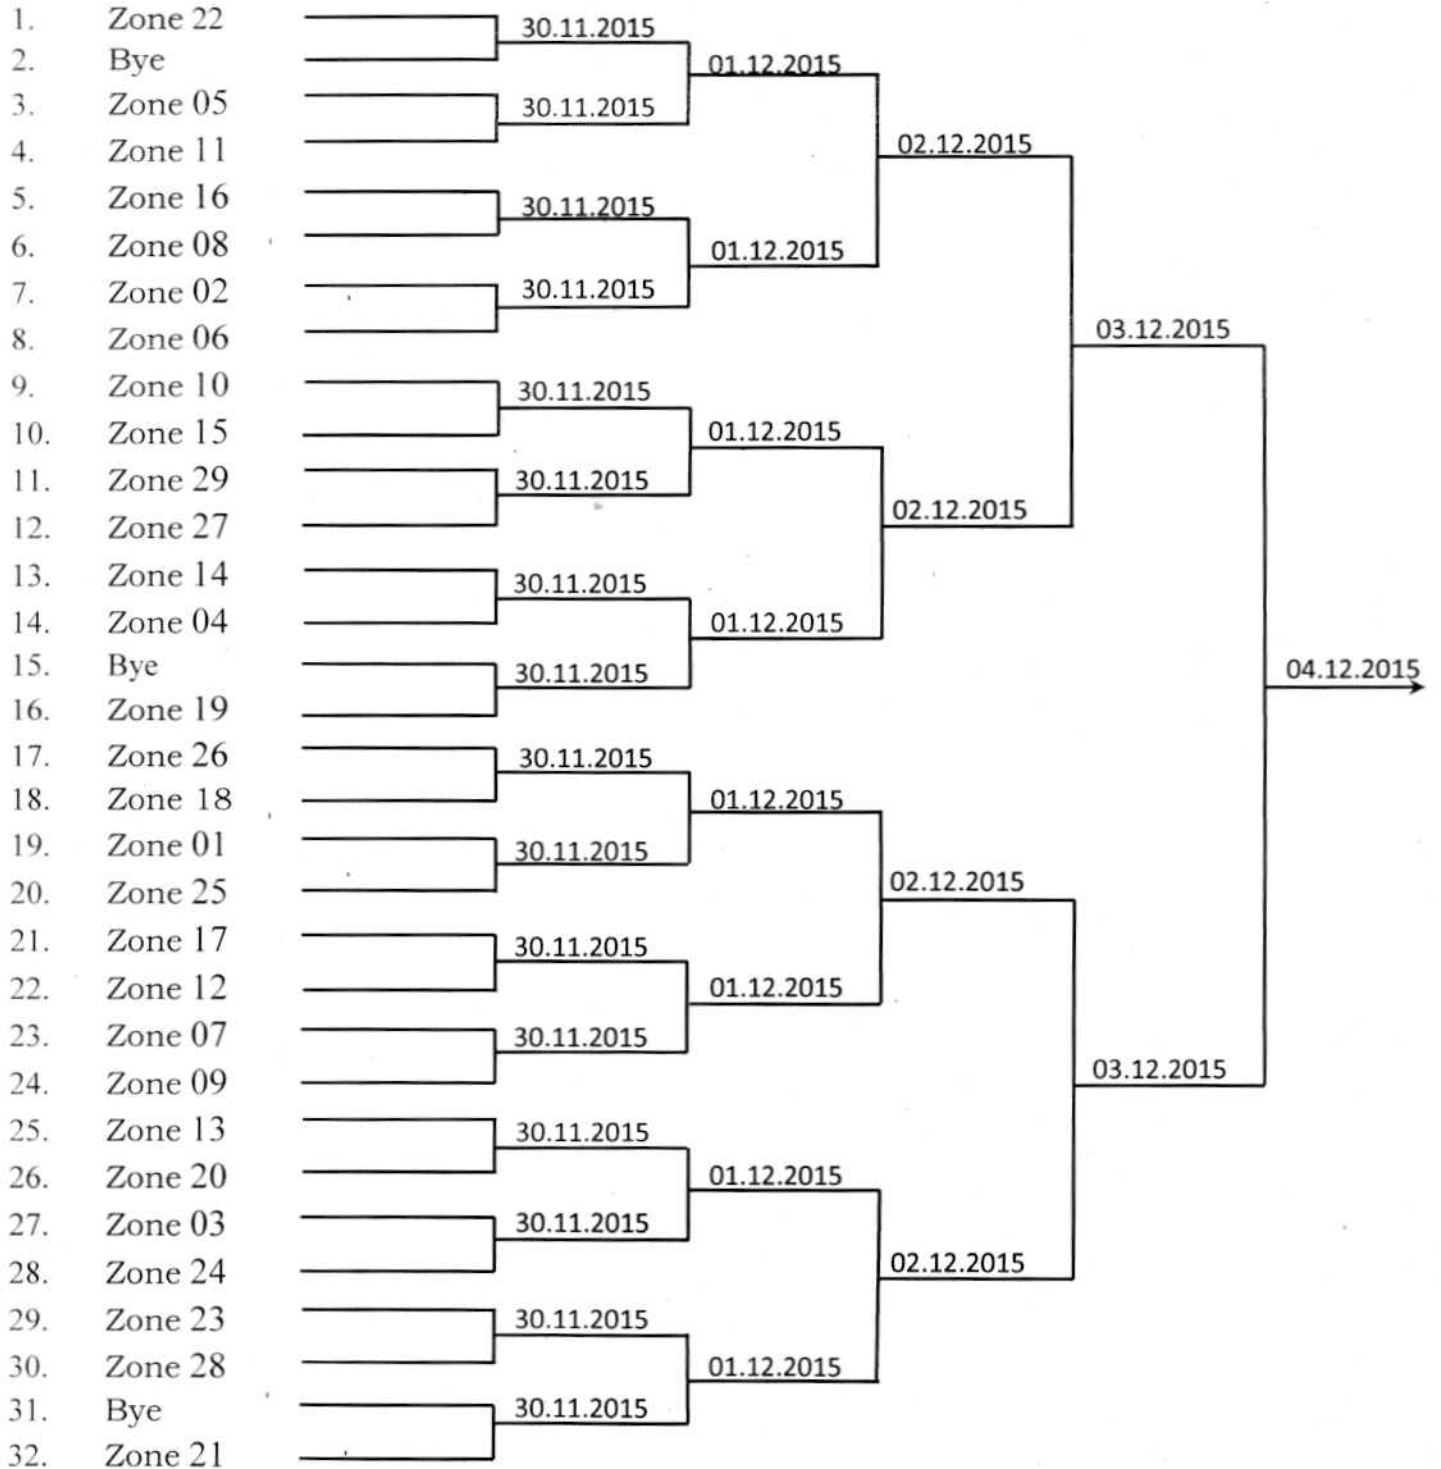 1. Zone 22
30.11.2015
2. Bye
01.12.2015
3. Zone 05
30.11.2015
4. Zone 11
02.12.2015
5. Zone 16
30.11.2015
6. Zone 08
01.12.2015
7. Zone 02
30.11.2015
8. Zone 06
03.12.2015
9. Zone 10
30.11.2015
10. Zone 15
01.12.2015
11. Zone 29
30.11.2015
12. Zone 27
02.12.2015
13. Zone 14
30.11.2015
14. Zone 04
01.12.2015
15. Bye
30.11.2015
04.12.2015
16. Zone 19
17. Zone 26
30.11.2015
18. Zone 18
01.12.2015
19. Zone 01
30.11.2015
20. Zone 25
02.12.2015
21. Zone 17
30.11.2015
22. Zone 12
01.12.2015
23. Zone 07
30.11.2015
24. Zone 09
03.12.2015
25. Zone 13
30.11.2015
26. Zone 20
01.12.2015
27. Zone 03
30.11.2015
28. Zone 24
02.12.2015
29. Zone 23
30.11.2015
30. Zone 28
01.12.2015
31. Bye
30.11.2015
32. Zone 21